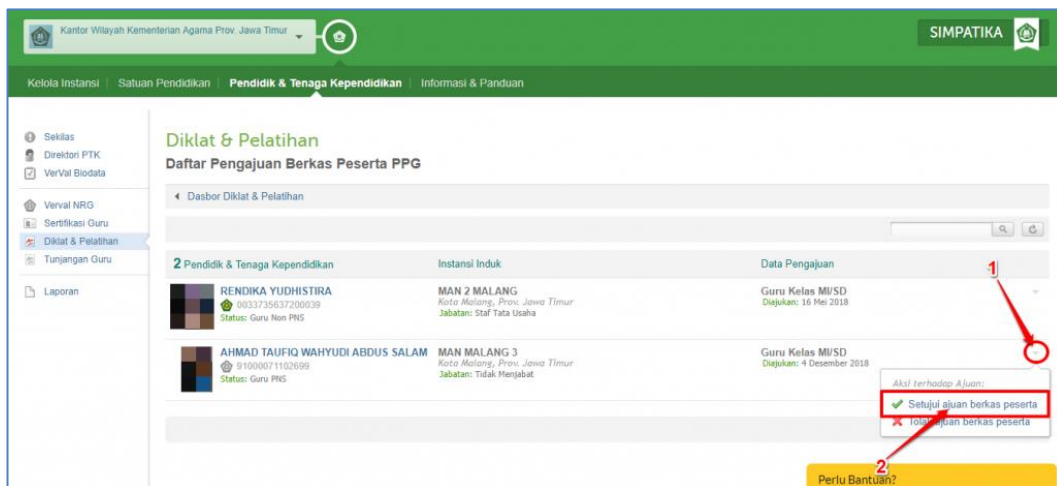 Kantor Wilayah Kementerian Agama Prov. Jawa Timur
SIMPATIKA
Kelola Instansi | Satuan Pendidikan | Pendidik & Tenaga Kependidikan | Informasi & Panduan
Sekilas
Direktori PTK
VerVal Biodata
Verval NRG
Sertifikasi Guru
Diklat & Pelatihan
Tunjangan Guru
Laporan
Diklat & Pelatihan
Daftar Pengajuan Berkas Peserta PPG
Dasbor Diklat & Pelatihan
2 Pendidik & Tenaga Kependidikan
Instansi Induk
Data Pengajuan
1
RENDIKA YUDHISTIRA
0033735637200039
Status: Guru Non PNS
MAN 2 MALANG
Kota Malang, Prov. Jawa Timur
Jabatan: Staf Tata Usaha
Guru Kelas MI/SD
Diajukan: 16 Mei 2018
AHMAD TAUFIQ WAHYUDI ABDUS SALAM
91000071102699
Status: Guru PNS
MAN MALANG 3
Kota Malang, Prov. Jawa Timur
Jabatan: Tidak Menjabat
Guru Kelas MI/SD
Diajukan: 4 Desember 2018
Aksi terhadap Ajuan:
Setujui ajuan berkas peserta
Tolak ajuan berkas peserta
2
Perlu Bantuan?